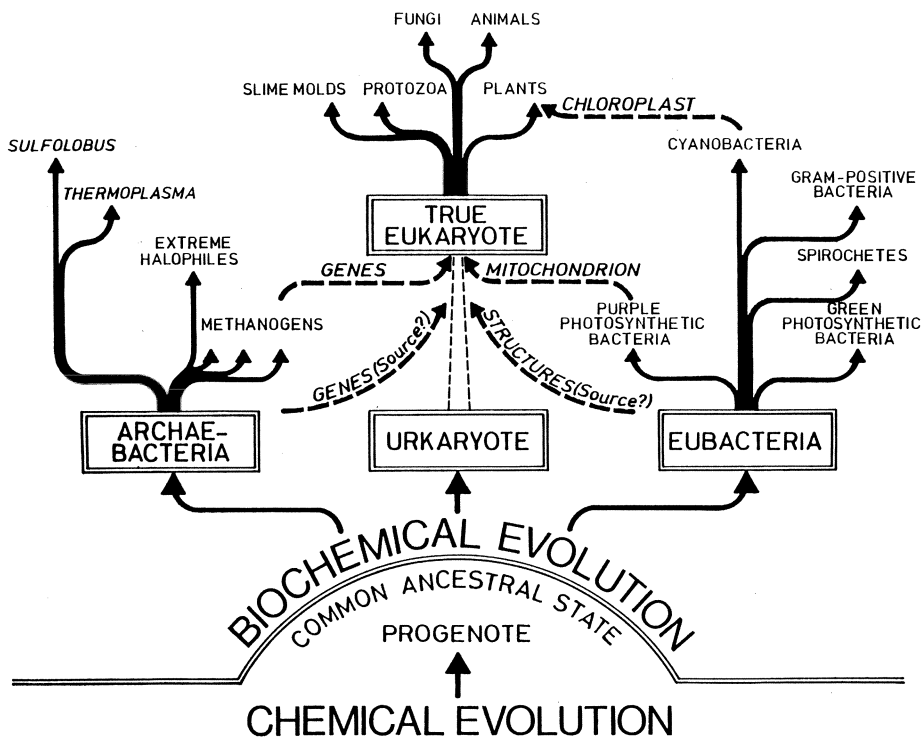 FUNGI
ANIMALS
SLIME MOLDS
PROTOZOA
PLANTS
CHLOROPLAST
SULFOLOBUS
CYANOBACTERIA
THERMOPLASMA
GRAM-POSITIVE
BACTERIA
TRUE
EUKARYOTE
EXTREME
HALOPHILES
GENES
MITOCHONDRION
SPIROCHETES
METHANOGENS
PURPLE
PHOTOSYNTHETIC
BACTERIA
GREEN
PHOTOSYNTHETIC
BACTERIA
GENES(Source?)
STRUCTURES(Source?)
ARCHAE-
BACTERIA
URKARYOTE
EUBACTERIA
BIOCHEMICAL EVOLUTION
COMMON ANCESTRAL STATE
PROGENOTE
CHEMICAL EVOLUTION